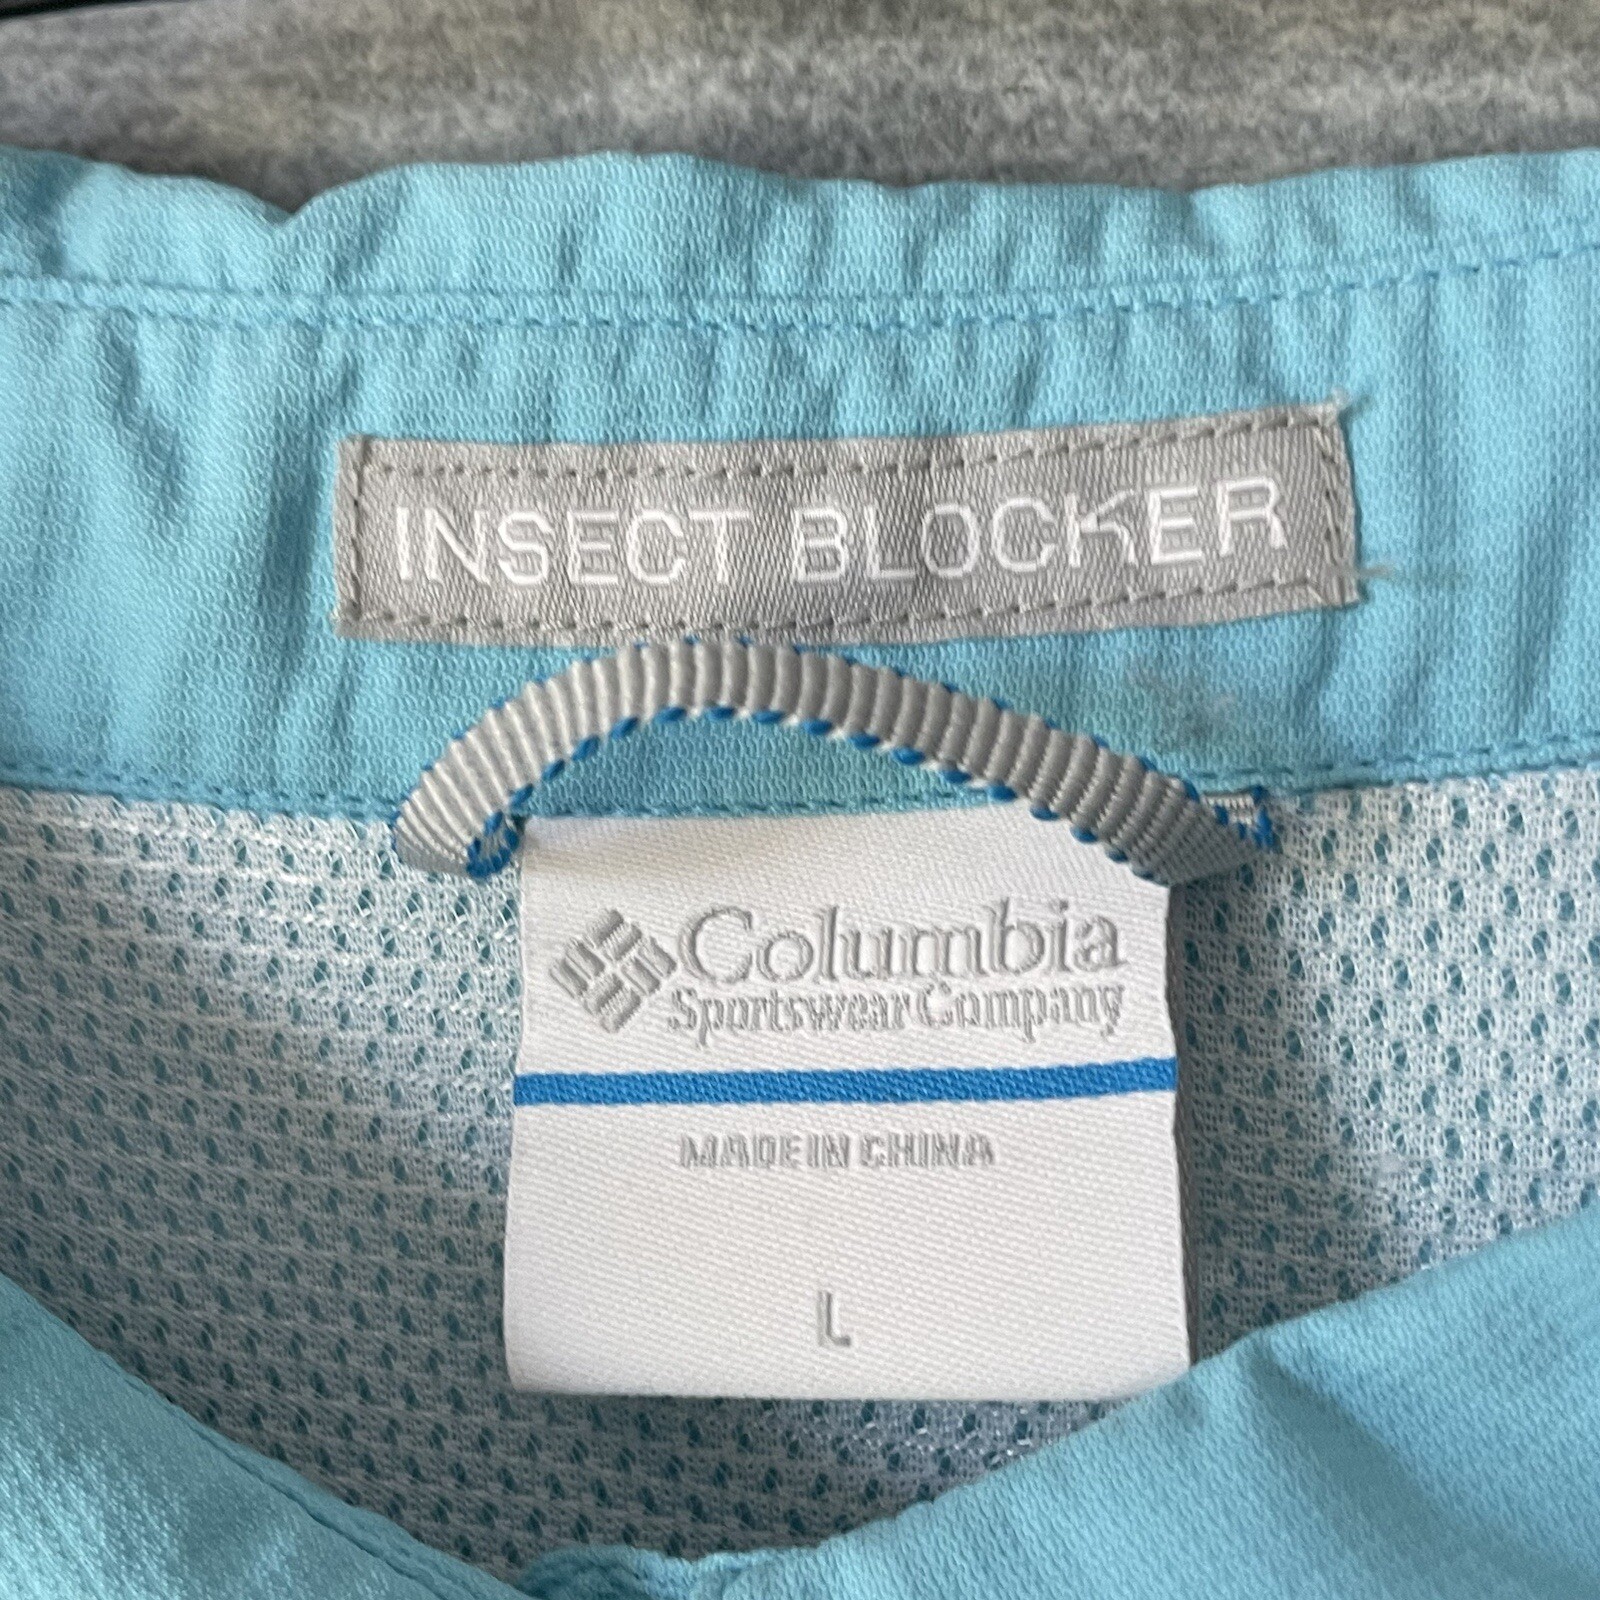 INSECT BLOCKER
Columbia
Sportswear Company
MADE IN CHINA
L